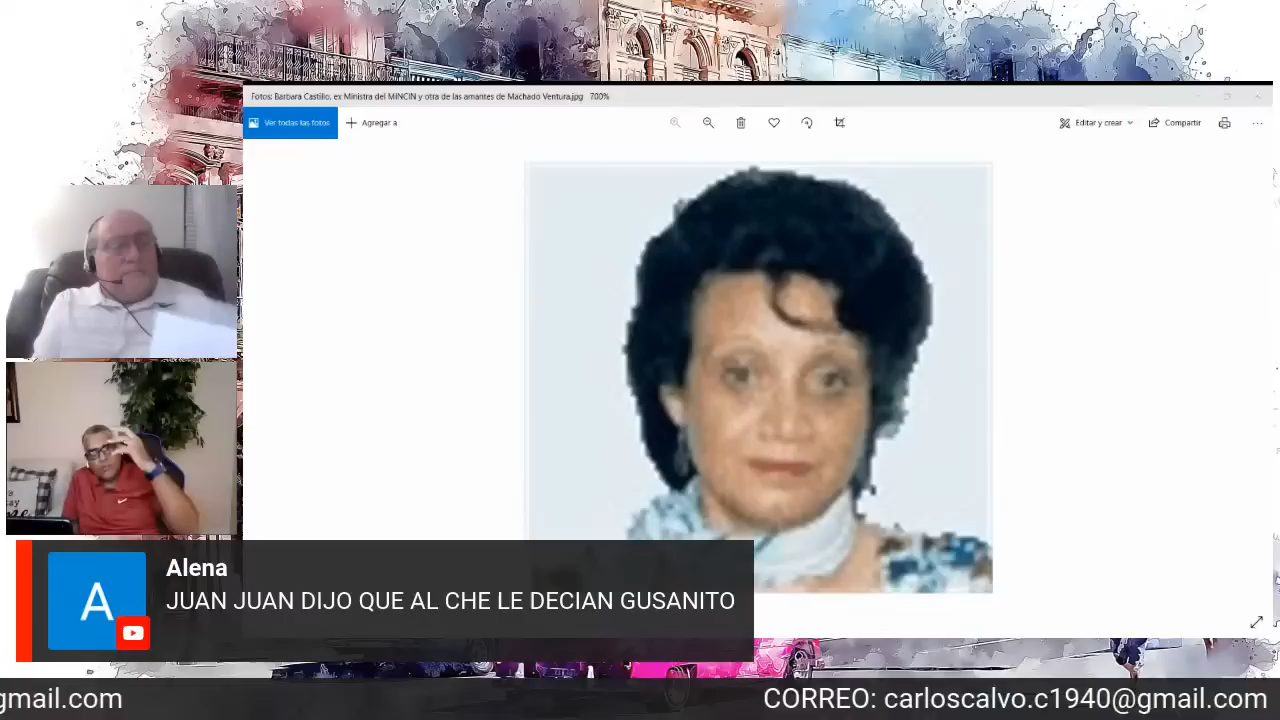 Fotos: Barbara Castillo, ex Ministra del MINCIN y otra de las amantes de Machado Ventura.jpg 700%
Ver todas las fotos
Agregar a
Editar y crear
Compartir
A
Alena
JUAN JUAN DIJO QUE AL CHE LE DECIAN GUSANITO
gmail.com
CORREO: carloscalvo.c1940@gmail.com